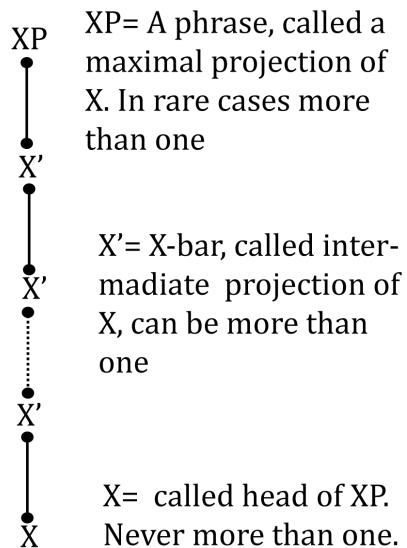 XP
XP= A phrase, called a
maximal projection of
X. In rare cases more
than one
X’
X’
X’= X-bar, called inter-
madiate projection of
X, can be more than
one
X’
X
X= called head of XP.
Never more than one.